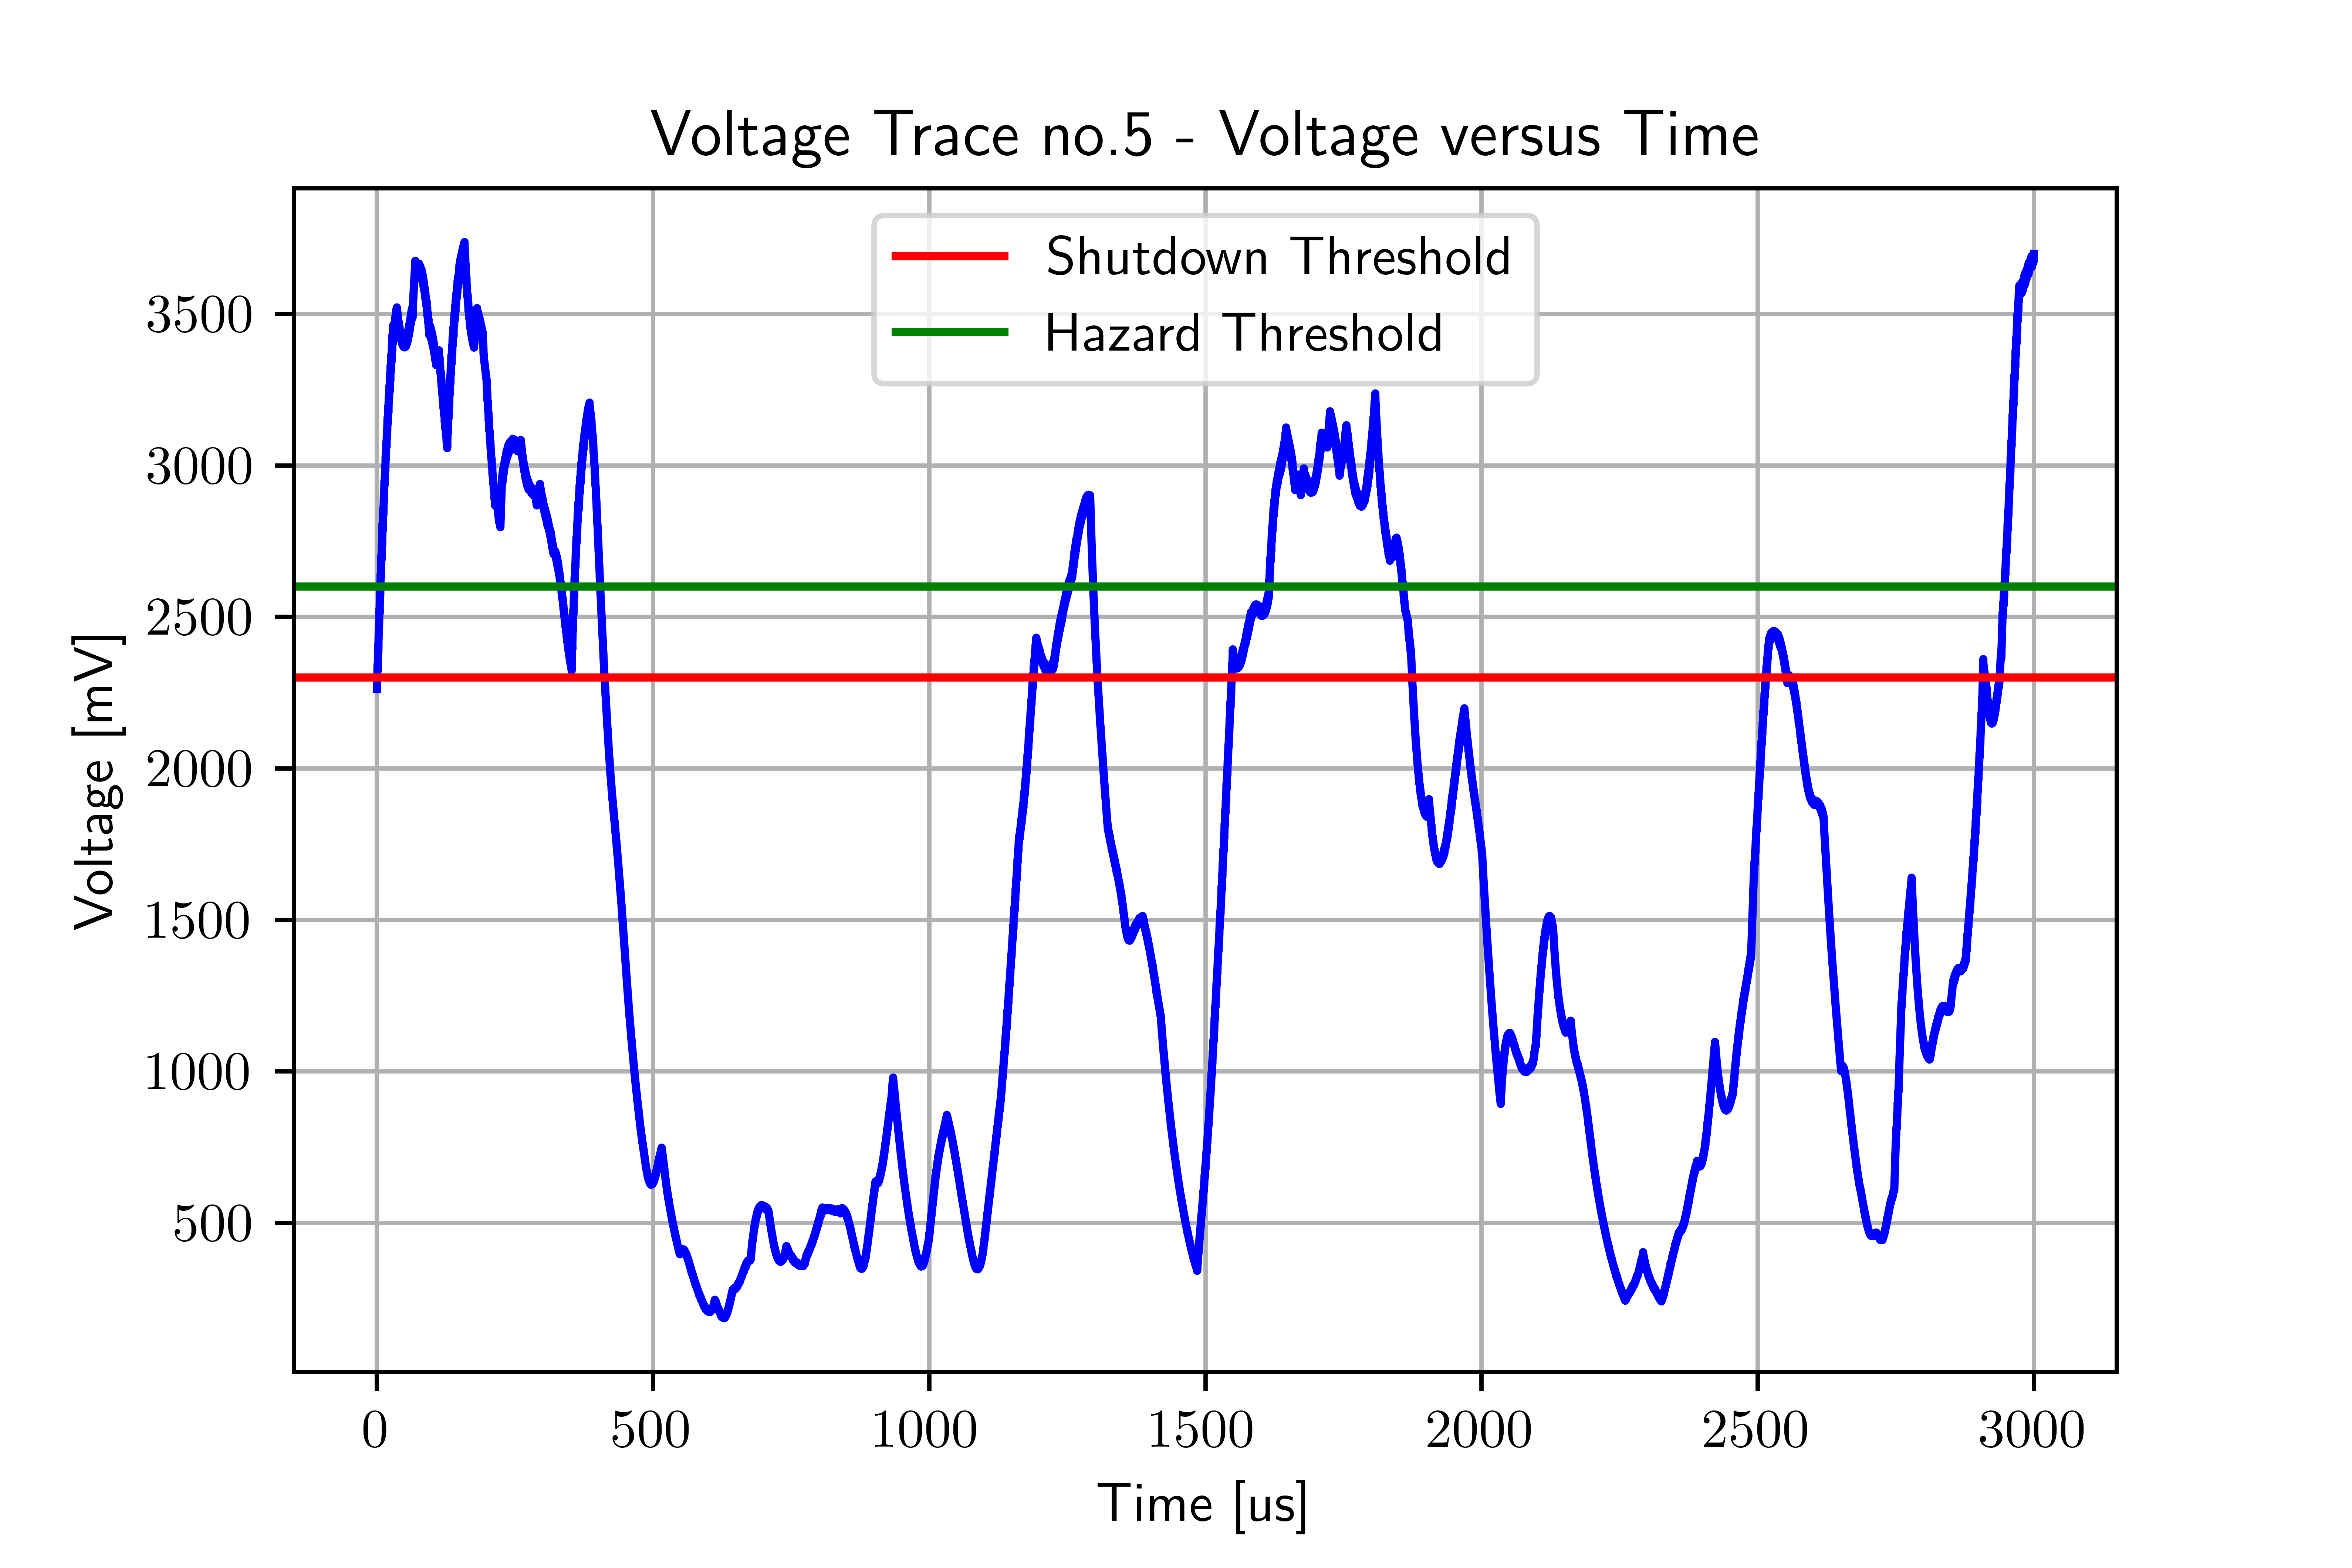 Voltage Trace no.5 - Voltage versus Time
Shutdown Threshold
Hazard Threshold
Voltage [mV]
3500
3000
2500
2000
1500
1000
500
0 500 1000 1500 2000 2500 3000
Time [us]